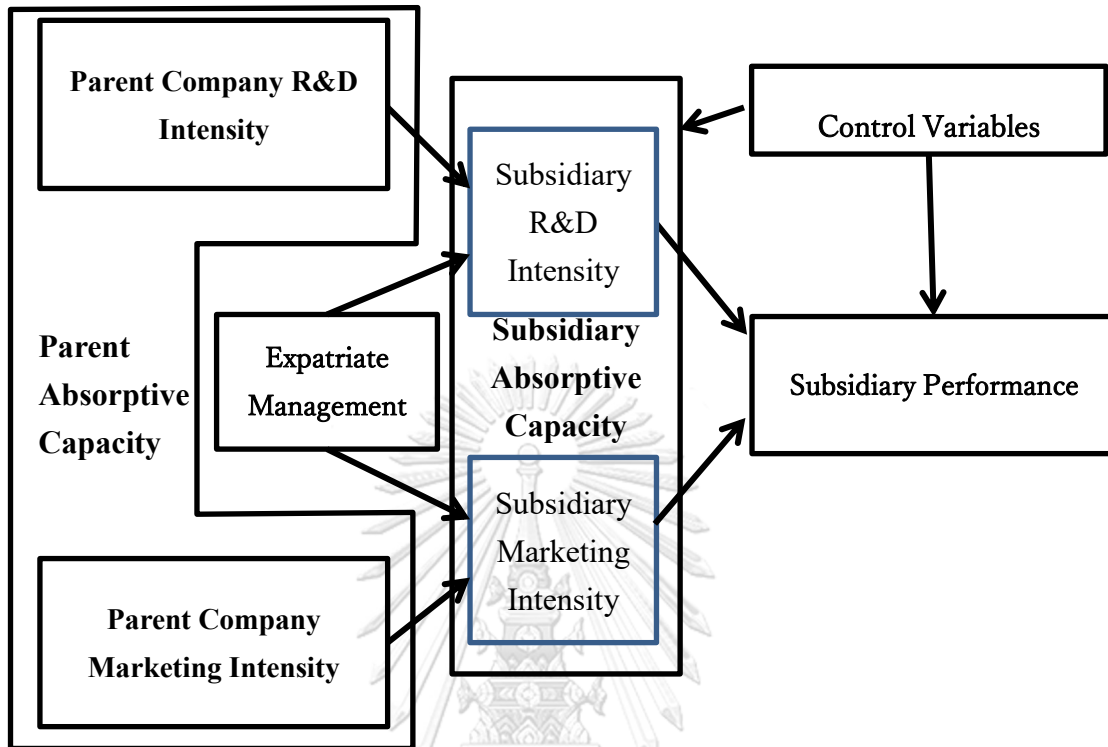 Parent Company R&D
Intensity
Control Variables
Subsidiary
R&D
Intensity
Parent
Absorptive
Capacity
Expatriate
Management
Subsidiary
Absorptive
Capacity
Subsidiary Performance
Subsidiary
Marketing
Intensity
Parent Company
Marketing Intensity